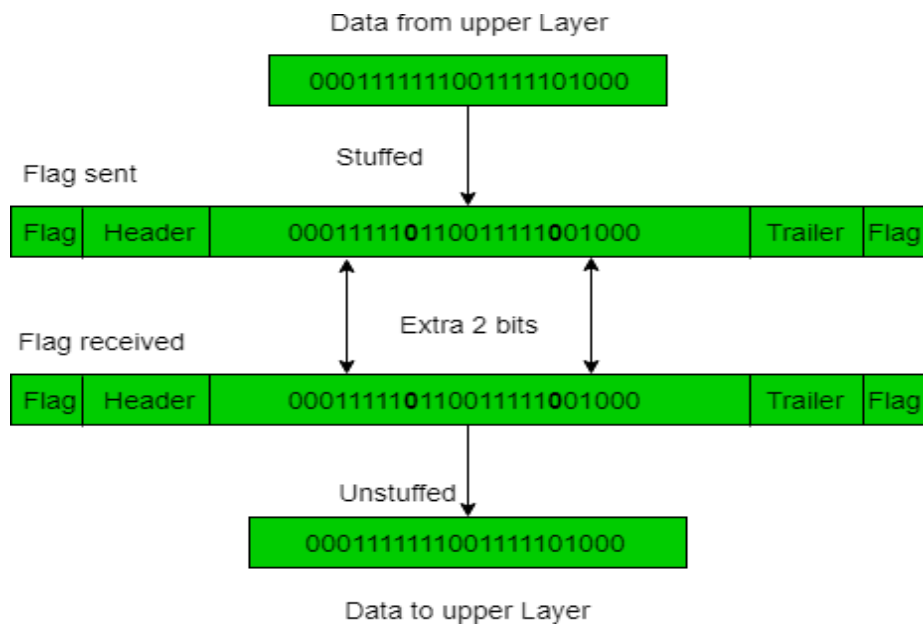 Data from upper Layer
0001111111001111101000
Stuffed
Flag sent
Flag Header 000111110110011111001000 Trailer Flag
Extra 2 bits
Flag received
Flag Header 000111110110011111001000 Trailer Flag
Unstuffed
0001111111001111101000
Data to upper Layer